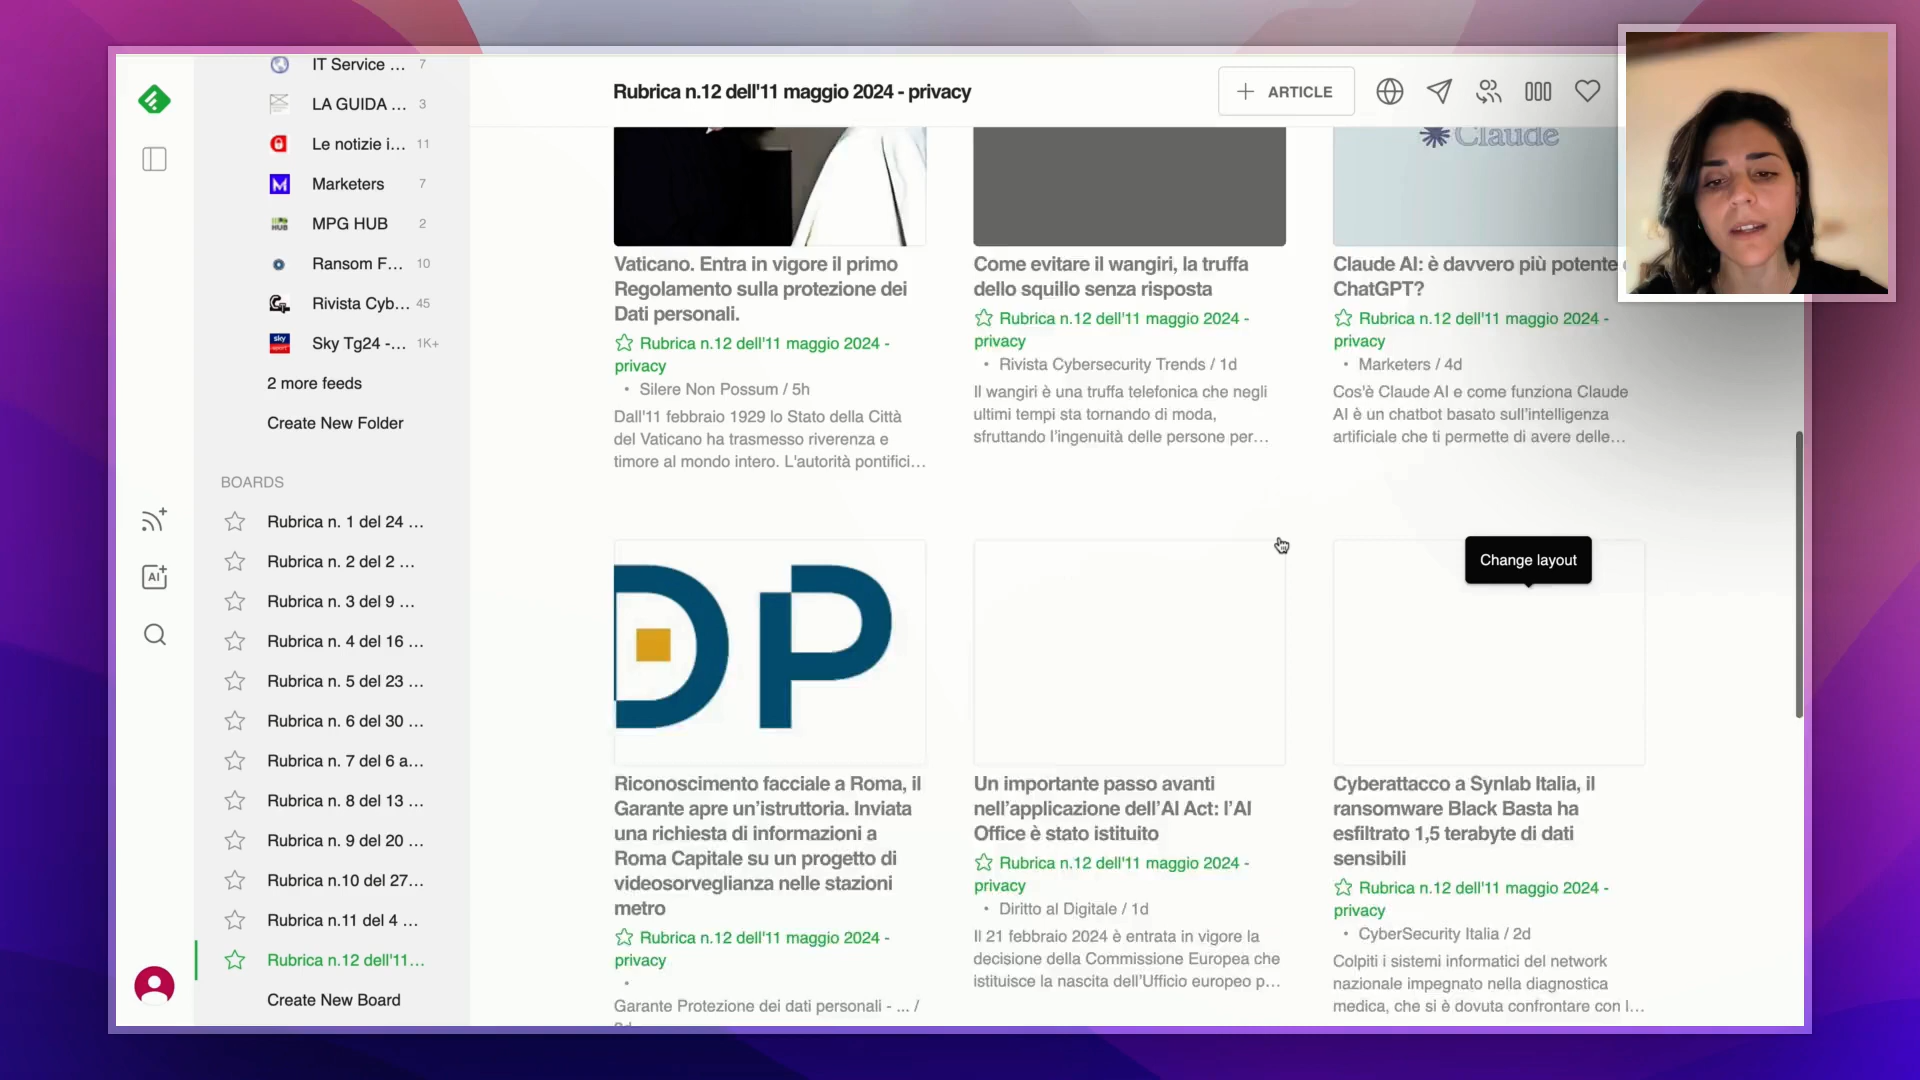 IT Service ... 7
LA GUIDA ... 3
Le notizie i... 11
Marketers 7
MPG HUB 2
Ransom F... 10
Rivista Cyb... 45
Sky Tg24 -... 1K+
2 more feeds
Create New Folder
BOARDS
Rubrica n. 1 del 24 ...
Rubrica n. 2 del 2 ...
Rubrica n. 3 del 9 ...
Rubrica n. 4 del 16 ...
Rubrica n. 5 del 23 ...
Rubrica n. 6 del 30 ...
Rubrica n. 7 del 6 a...
Rubrica n. 8 del 13 ...
Rubrica n. 9 del 20 ...
Rubrica n.10 del 27...
Rubrica n.11 del 4 ...
Rubrica n.12 dell'11...
Create New Board
AI
Rubrica n.12 dell'11 maggio 2024 - privacy
ARTICLE
Vaticano. Entra in vigore il primo
Regolamento sulla protezione dei
Dati personali.
Rubrica n.12 dell'11 maggio 2024 -
privacy
• Silere Non Possum / 5h
Dall'11 febbraio 1929 lo Stato della Città
del Vaticano ha trasmesso riverenza e
timore al mondo intero. L'autorità pontifici...
Come evitare il wangiri, la truffa
dello squillo senza risposta
Rubrica n.12 dell'11 maggio 2024 -
privacy
• Rivista Cybersecurity Trends / 1d
Il wangiri è una truffa telefonica che negli
ultimi tempi sta tornando di moda,
sfruttando l'ingenuità delle persone per...
Claude
Claude AI: è davvero più potente
ChatGPT?
Rubrica n.12 dell'11 maggio 2024 -
privacy
• Marketers / 4d
Cos'è Claude AI e come funziona Claude
AI è un chatbot basato sull'intelligenza
artificiale che ti permette di avere delle...
Change layout
DP
Riconoscimento facciale a Roma, il
Garante apre un'istruttoria. Inviata
una richiesta di informazioni a
Roma Capitale su un progetto di
videosorveglianza nelle stazioni
metro
Rubrica n.12 dell'11 maggio 2024 -
privacy
•
Garante Protezione dei dati personali - ... /
Un importante passo avanti
nell'applicazione dell'AI Act: l'AI
Office è stato istituito
Rubrica n.12 dell'11 maggio 2024 -
privacy
• Diritto al Digitale / 1d
Il 21 febbraio 2024 è entrata in vigore la
decisione della Commissione Europea che
istituisce la nascita dell'Ufficio europeo p...
Cyberattacco a Synlab Italia, il
ransomware Black Basta ha
esfiltrato 1,5 terabyte di dati
sensibili
Rubrica n.12 dell'11 maggio 2024 -
privacy
• CyberSecurity Italia / 2d
Colpiti i sistemi informatici del network
nazionale impegnato nella diagnostica
medica, che si è dovuta confrontare con l...